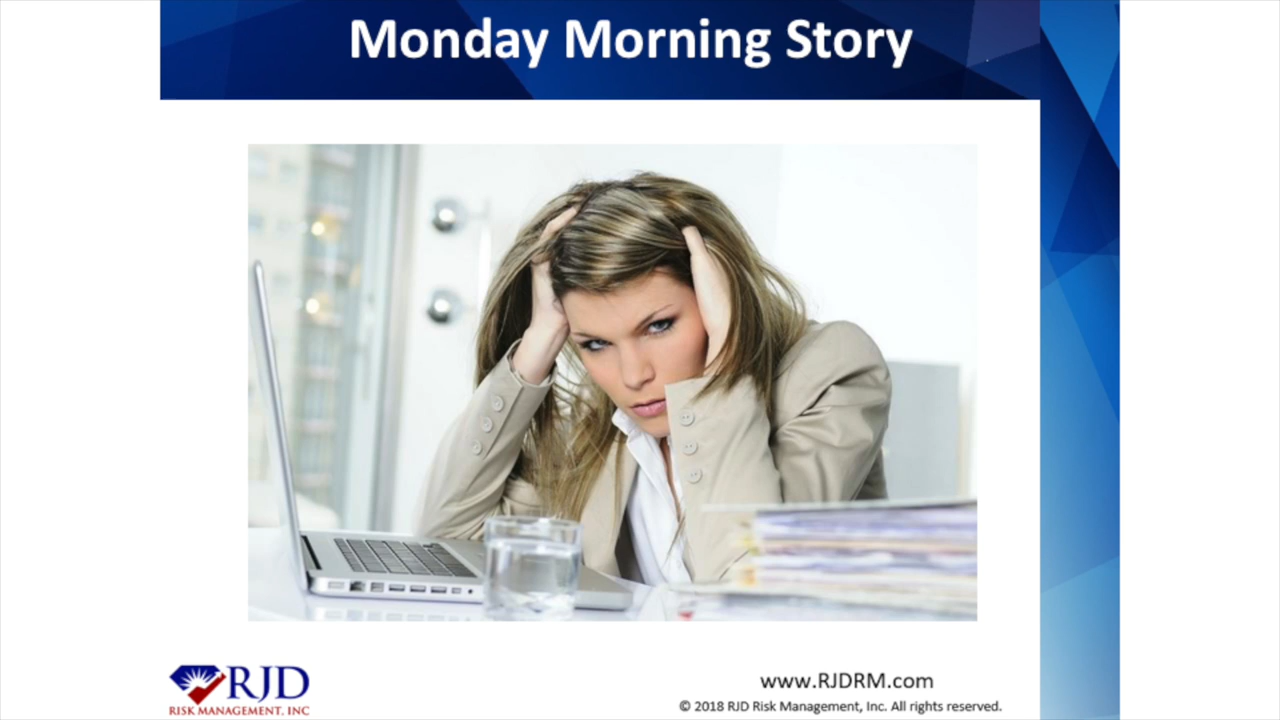 Monday Morning Story
RJD
RISK MANAGEMENT, INC
www.RJDRM.com
© 2018 RJD Risk Management, Inc. All rights reserved.